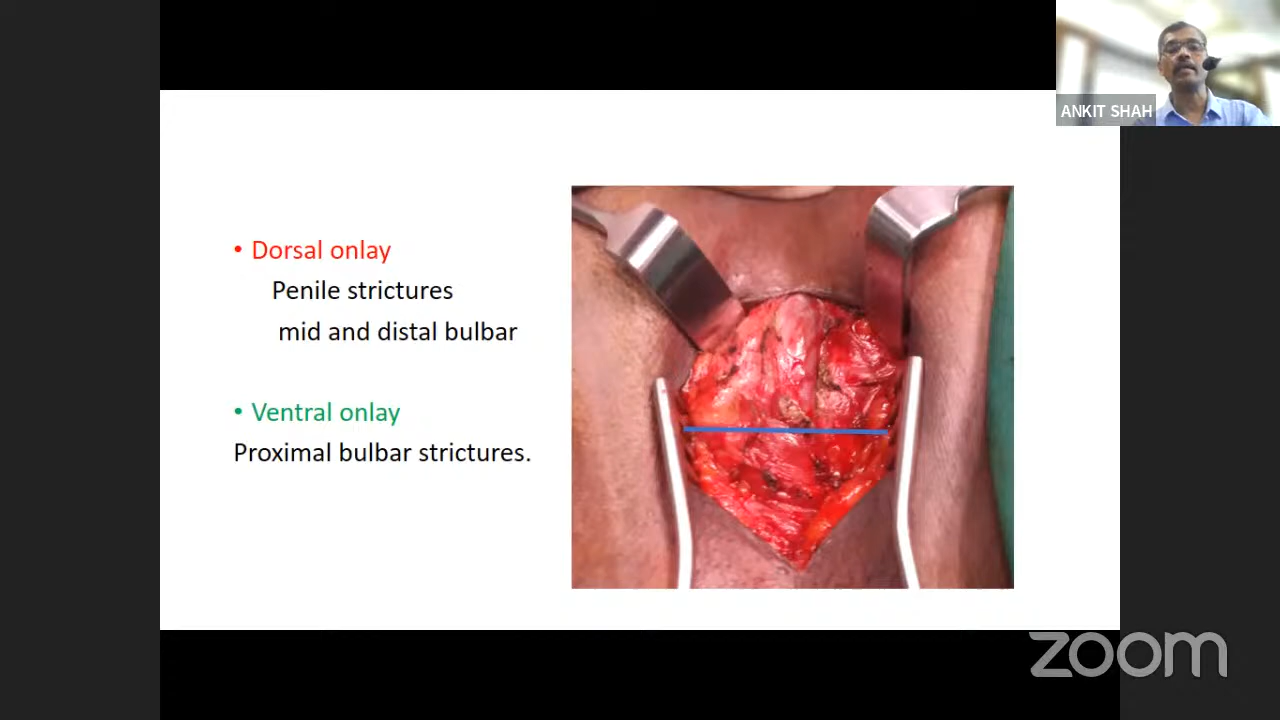 ANKIT SHAH
• Dorsal onlay
Penile strictures
mid and distal bulbar
• Ventral onlay
Proximal bulbar strictures.
zoom